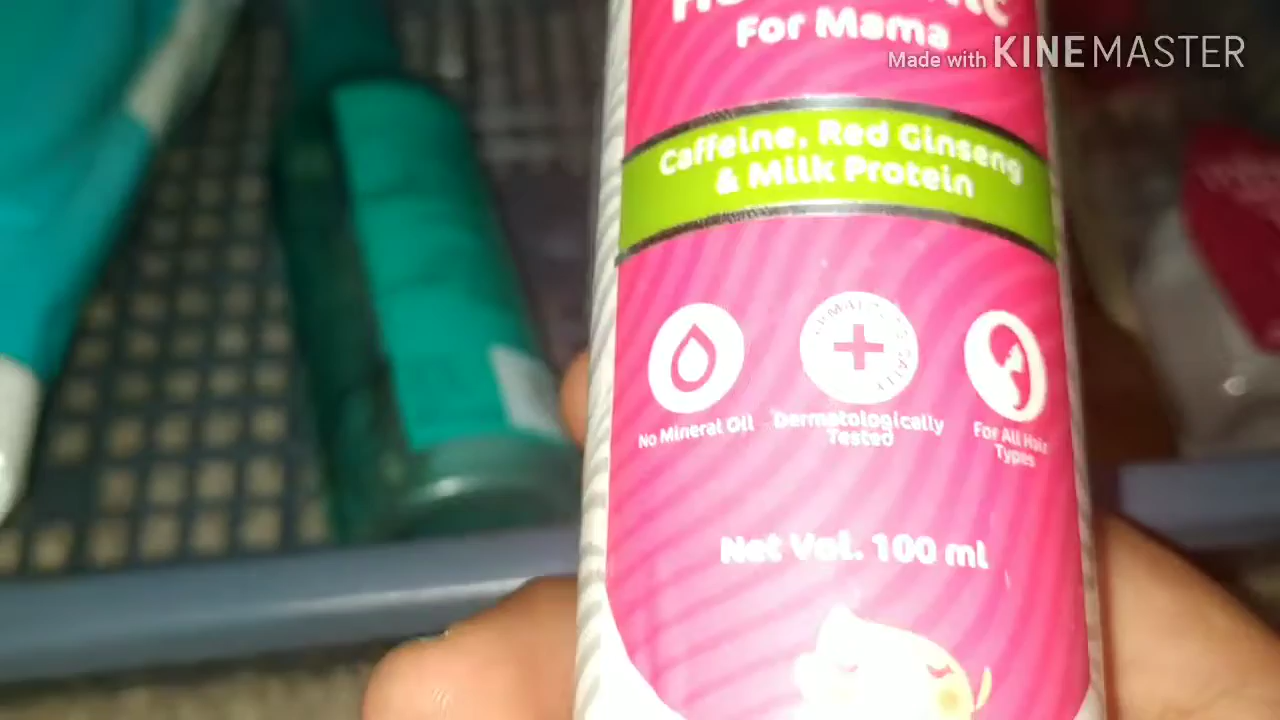 For Mama
Made with KINEMASTER
Caffeine, Red Ginseng
& Milk Protein
No Mineral Oil
Dermatologically
Tested
For All Hair
Types
Net Vol. 100 ml